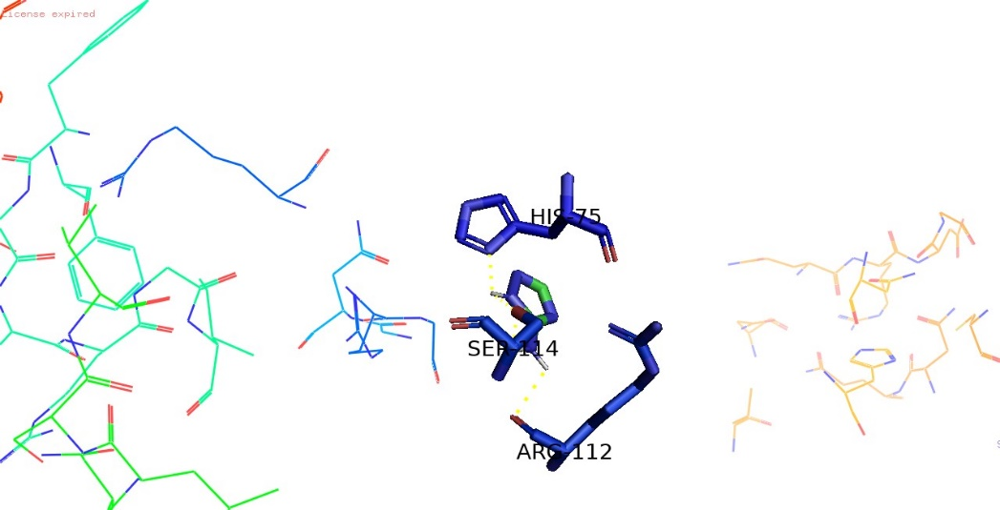 License expired
HIS-75
SER-114
ARG-112
S